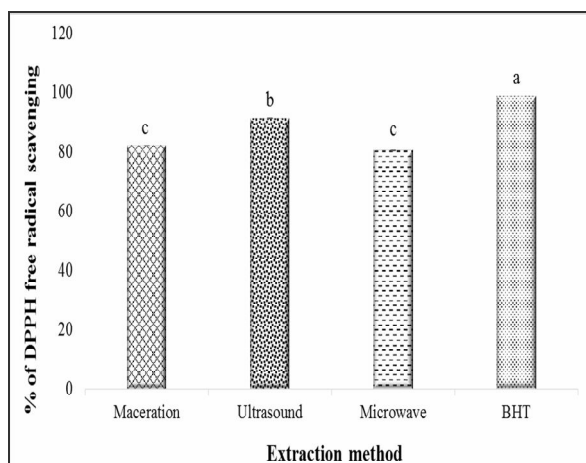 % of DPPH free radical scavenging
120
100
80
60
40
20
0
c
b
c
a
Maceration
Ultrasound
Microwave
BHT
Extraction method